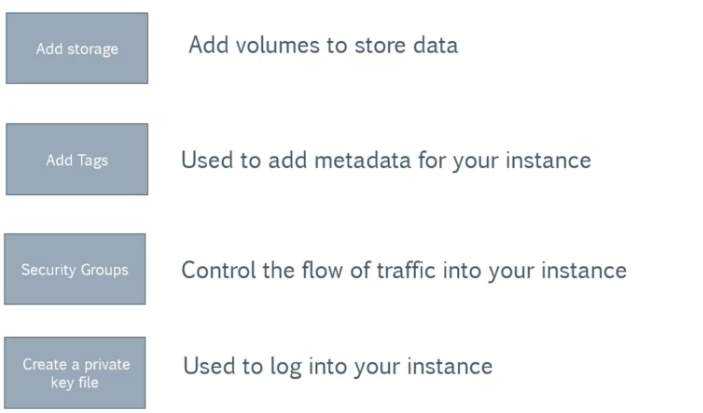 Add storage
Add volumes to store data
Add Tags
Used to add metadata for your instance
Security Groups
Control the flow of traffic into your instance
Create a private
key file
Used to log into your instance